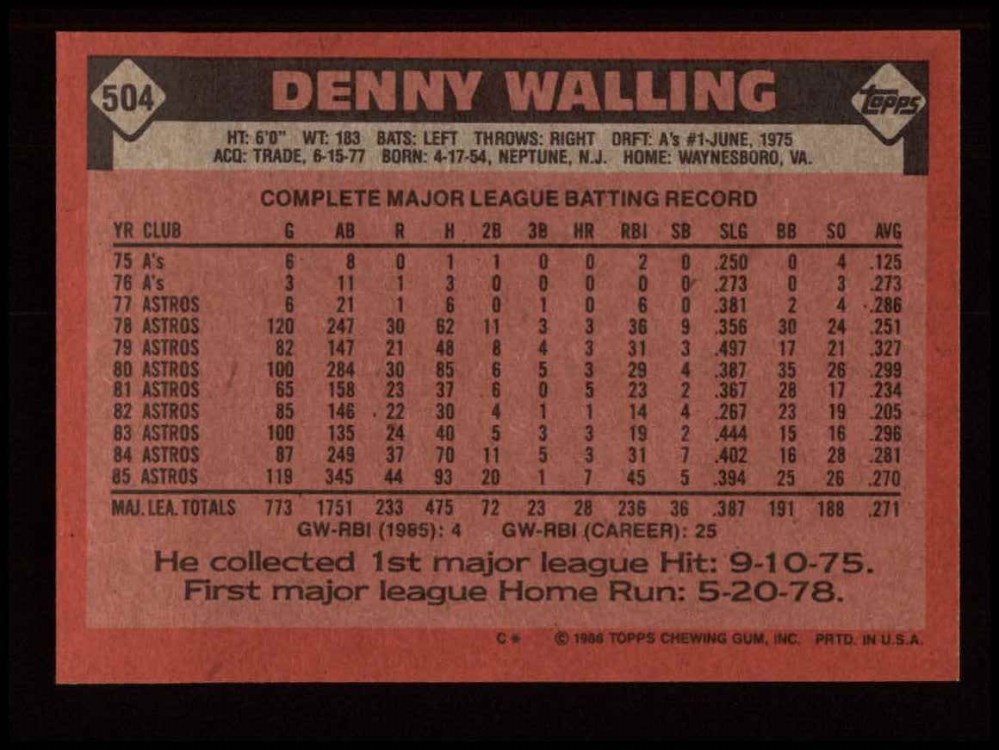 504 DENNY WALLING Topps
HT: 6'0" WT: 183 BATS: LEFT THROWS: RIGHT DRFT: A's #1-JUNE, 1975
ACQ: TRADE, 6-15-77 BORN: 4-17-54, NEPTUNE, N.J. HOME: WAYNESBORO, VA.
COMPLETE MAJOR LEAGUE BATTING RECORD
YR CLUB G AB R H 2B 3B HR RBI SB SLG BB SO AVG
75 A's 6 8 0 1 1 0 0 2 0 .250 0 4 .125
76 A's 3 11 1 3 0 0 0 0 0 .273 0 3 .273
77 ASTROS 6 21 1 6 0 1 0 6 0 .381 2 4 .286
78 ASTROS 120 247 30 62 11 3 3 36 9 .356 30 24 .251
79 ASTROS 82 147 21 48 8 4 3 31 3 .497 17 21 .327
80 ASTROS 100 284 30 85 6 5 3 29 4 .387 35 26 .299
81 ASTROS 65 158 23 37 6 0 5 23 2 .367 28 17 .234
82 ASTROS 85 146 22 30 4 1 1 14 4 .267 23 19 .205
83 ASTROS 100 135 24 40 5 3 3 19 2 .444 15 16 .296
84 ASTROS 87 249 37 70 11 5 3 31 7 .402 16 28 .281
85 ASTROS 119 345 44 93 20 1 7 45 5 .394 25 26 .270
MAJ. LEA. TOTALS 773 1751 233 475 72 23 28 236 36 .387 191 188 .271
GW-RBI (1985): 4 GW-RBI (CAREER): 25
He collected 1st major league Hit: 9-10-75.
First major league Home Run: 5-20-78.
C* © 1986 TOPPS CHEWING GUM, INC. PRTD. IN U.S.A.